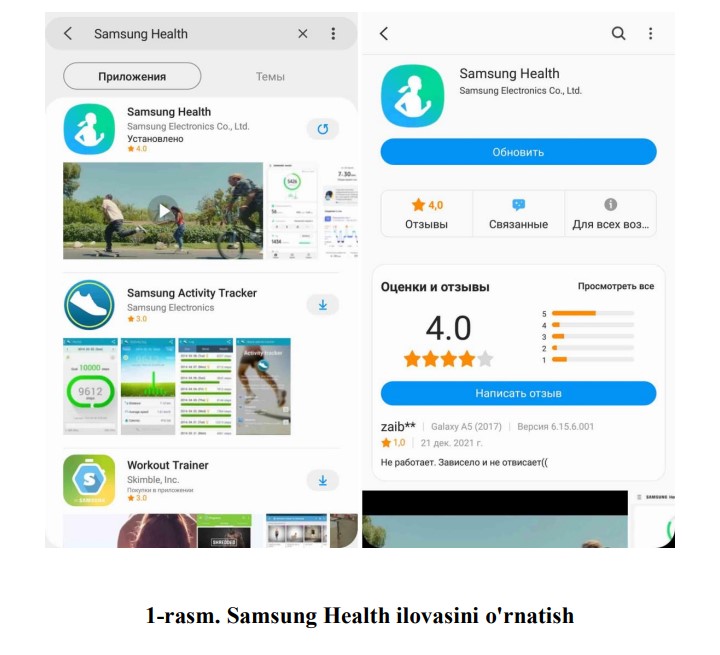 Samsung Health
Приложения
Темы
Samsung Health
Samsung Electronics Co., Ltd.
Установлено
4.0
Samsung Activity Tracker
Samsung Electronics
3.0
10000
9612
Activity tracker
Workout Trainer
Skimble, Inc.
Покупки в приложении
3.0
SHREDDED
Samsung Health
Samsung Electronics Co., Ltd.
Обновить
4,0
Отзывы
Связанные
Для всех воз...
Оценки и отзывы
Просмотреть все
4.0
5
4
3
2
1
Написать отзыв
zaib** | Galaxy A5 (2017) | Версия 6.15.6.001
1,0 | 21 дек. 2021 г.
Не работает. Зависело и не отвисает((
1-rasm. Samsung Health ilovasini o'rnatish